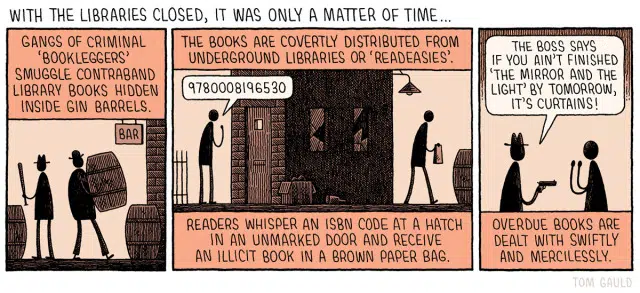 WITH THE LIBRARIES CLOSED, IT WAS ONLY A MATTER OF TIME...
GANGS OF CRIMINAL
'BOOKLEGGERS'
SMUGGLE CONTRABAND
LIBRARY BOOKS HIDDEN
INSIDE GIN BARRELS.
BAR
THE BOOKS ARE COVERTLY DISTRIBUTED FROM
UNDERGROUND LIBRARIES OR 'READEASIES'.
9780008196530
READERS WHISPER AN ISBN CODE AT A HATCH
IN AN UNMARKED DOOR AND RECEIVE
AN ILLICIT BOOK IN A BROWN PAPER BAG.
THE BOSS SAYS
IF YOU AIN'T FINISHED
'THE MIRROR AND THE
LIGHT' BY TOMORROW,
IT'S CURTAINS!
OVERDUE BOOKS ARE
DEALT WITH SWIFTLY
AND MERCILESSLY.
TOM GAULD